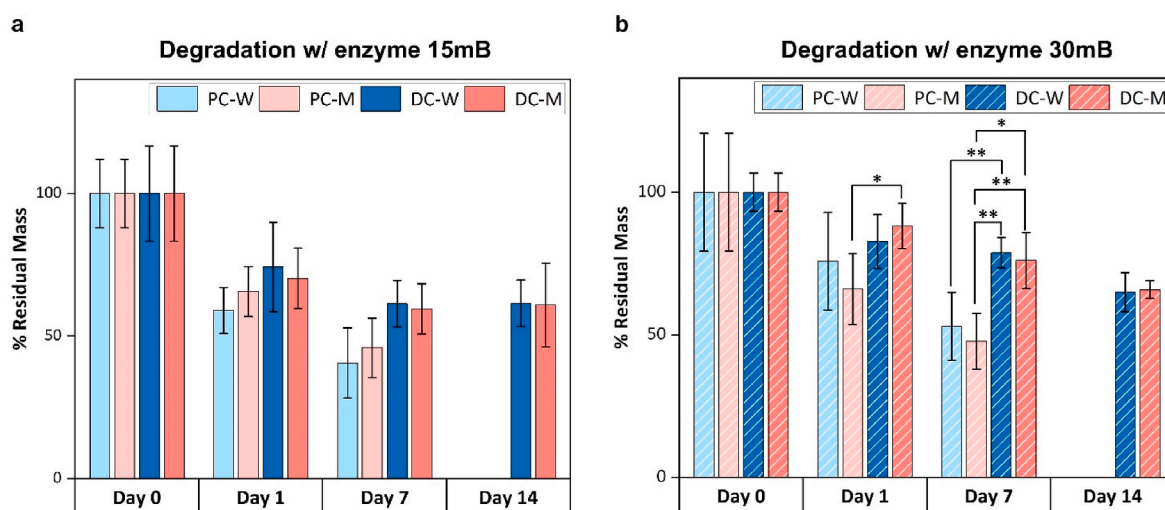 a
Degradation w/ enzyme 15mB
PC-W PC-M DC-W DC-M
% Residual Mass
100
50
0
Day 0 Day 1 Day 7 Day 14
b
Degradation w/ enzyme 30mB
PC-W PC-M DC-W DC-M
*
**
* **
**
% Residual Mass
100
50
0
Day 0 Day 1 Day 7 Day 14